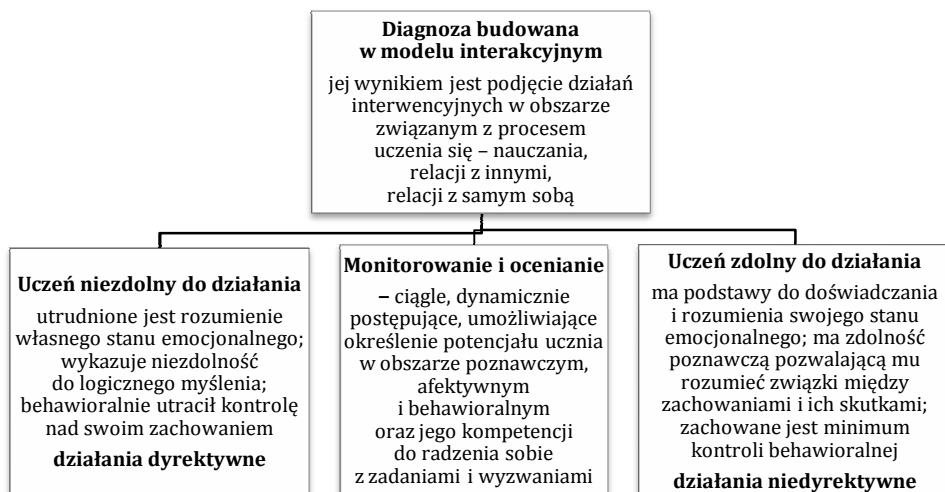 Diagnoza budowana
w modelu interakcyjnym
jej wynikiem jest podjęcie działań
interwencyjnych w obszarze
związanym z procesem
uczenia się – nauczania,
relacji z innymi,
relacji z samym sobą
Uczeń niezdolny do działania
utrudnione jest rozumienie
własnego stanu emocjonalnego;
wykazuje niezdolność
do logicznego myślenia;
behawioralnie utracił kontrolę
nad swoim zachowaniem
działania dyrektywne
Monitorowanie i ocenianie
– ciągle, dynamicznie
postępujące, umożliwiające
określenie potencjału ucznia
w obszarze poznawczym,
afektywnym
i behawioralnym
oraz jego kompetencji
do radzenia sobie
z zadaniami i wyzwaniami
Uczeń zdolny do działania
ma podstawy do doświadczania
i rozumienia swojego stanu
emocjonalnego; ma zdolność
poznawczą pozwalającą mu
rozumieć związki między
zachowaniami i ich skutkami;
zachowane jest minimum
kontroli behawioralnej
działania niedyrektywne